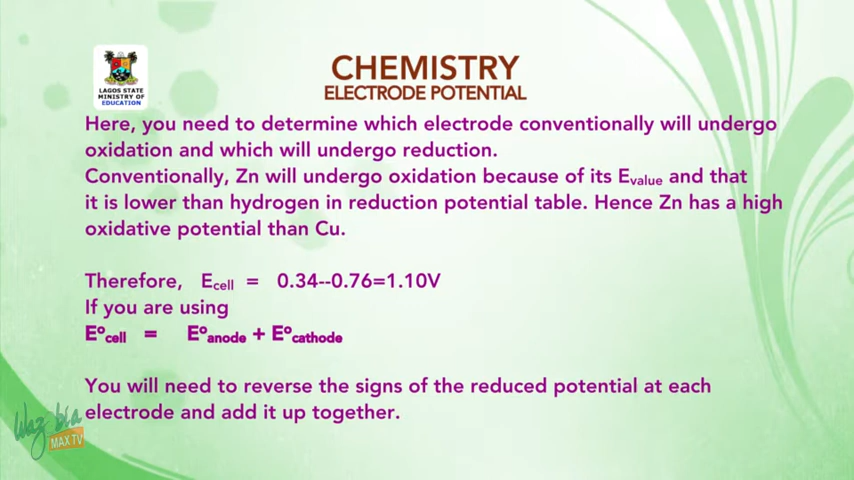 LAGOS STATE
MINISTRY OF
EDUCATION
CHEMISTRY
ELECTRODE POTENTIAL
Here, you need to determine which electrode conventionally will undergo
oxidation and which will undergo reduction.
Conventionally, Zn will undergo oxidation because of its Evalue and that
it is lower than hydrogen in reduction potential table. Hence Zn has a high
oxidative potential than Cu.
Therefore, Ecell = 0.34--0.76=1.10V
If you are using
E°cell = E°anode + E°cathode
You will need to reverse the signs of the reduced potential at each
electrode and add it up together.
Wazobia
MAX TV